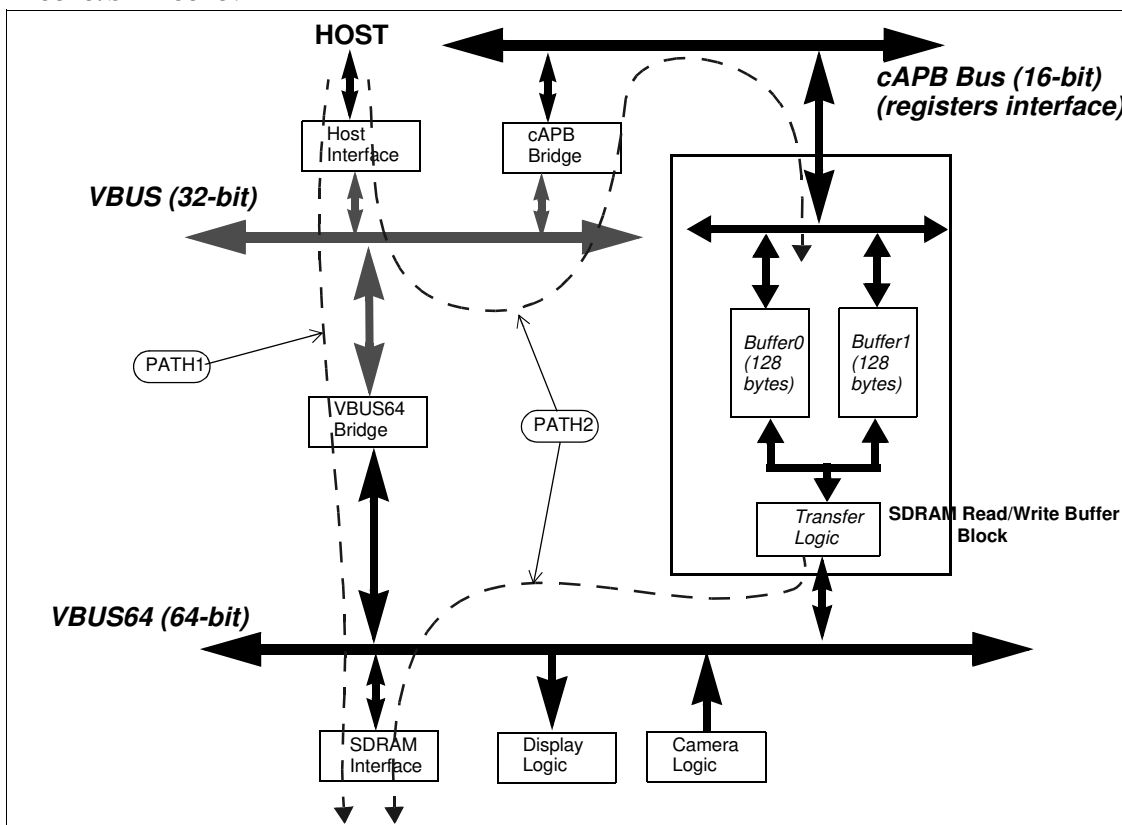 HOST
cAPB Bus (16-bit)
(registers interface)
Host
Interface
cAPB
Bridge
VBUS (32-bit)
Buffer0
(128
bytes)
Buffer1
(128
bytes)
PATH1
VBUS64
Bridge
PATH2
Transfer
Logic
SDRAM Read/Write Buffer
Block
VBUS64 (64-bit)
SDRAM
Interface
Display
Logic
Camera
Logic